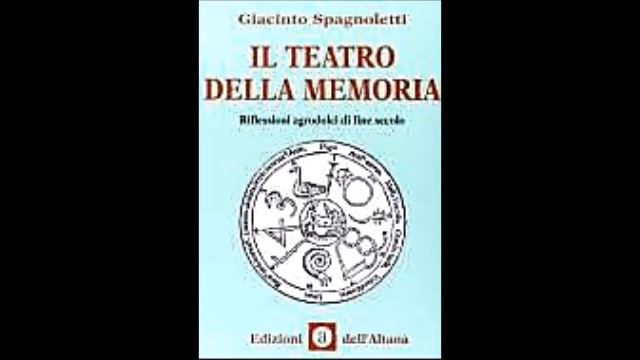 Giacinto Spagnoletti
IL TEATRO
DELLA MEMORIA
Riflessioni agrodolci di fine secolo
Edizioni a dell'Altana